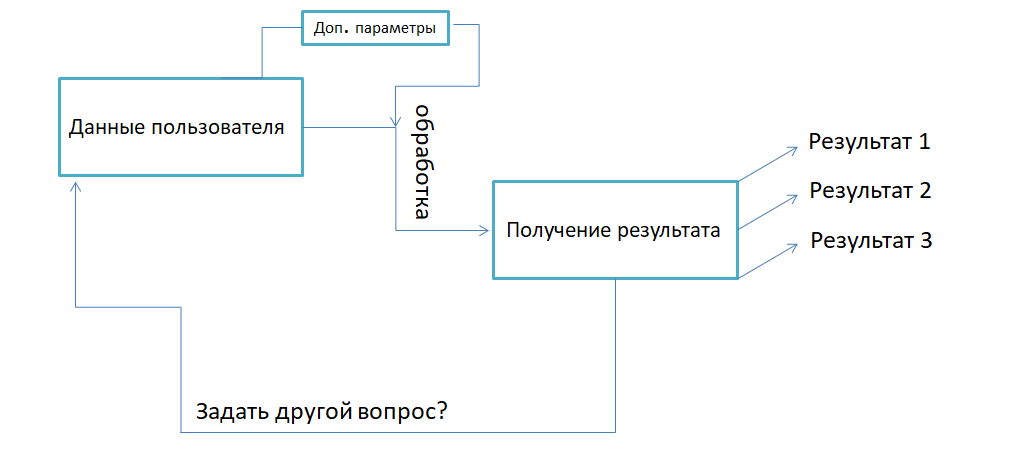 Доп. параметры
Данные пользователя
обработка
Получение результата
Результат 1
Результат 2
Результат 3
Задать другой вопрос?